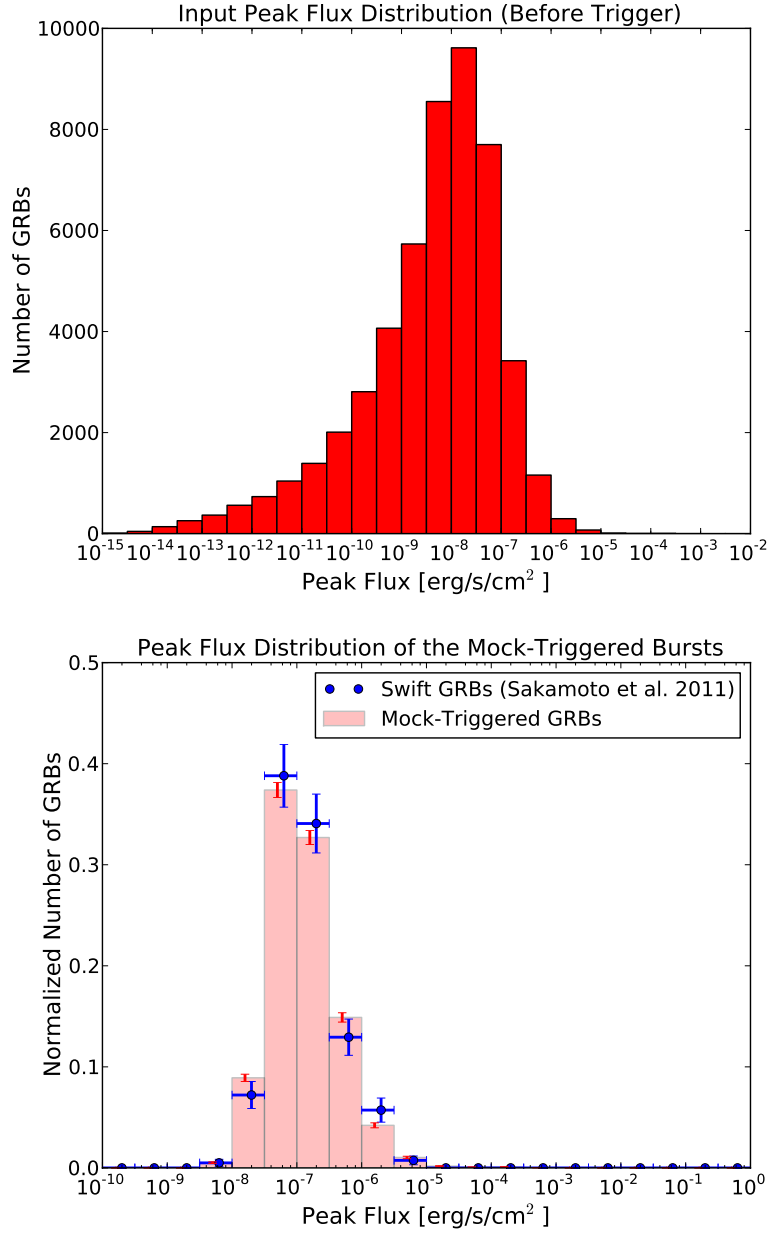 Input Peak Flux Distribution (Before Trigger)
10000
8000
6000
4000
2000
0
Number of GRBs
10^-15 10^-14 10^-13 10^-12 10^-11 10^-10 10^-9 10^-8 10^-7 10^-6 10^-5 10^-4 10^-3 10^-2
Peak Flux [erg/s/cm^2 ]
Peak Flux Distribution of the Mock-Triggered Bursts
Swift GRBs (Sakamoto et al. 2011)
Mock-Triggered GRBs
0.5
0.4
0.3
0.2
0.1
0.0
Normalized Number of GRBs
10^-10 10^-9 10^-8 10^-7 10^-6 10^-5 10^-4 10^-3 10^-2 10^-1 10^0
Peak Flux [erg/s/cm^2 ]